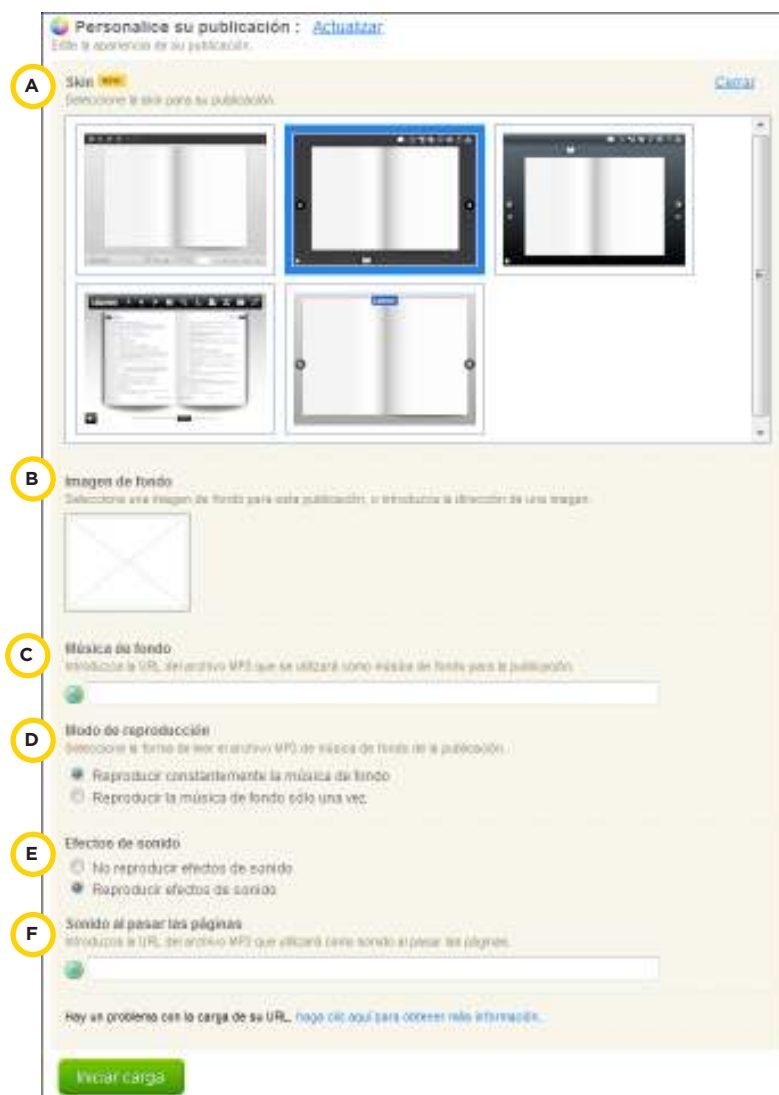 Personalice su publicación : Actualizar
Edite la apariencia de su publicación.
A
Skin
Cerrar
Seleccione la skin para su publicación.
B
Imagen de fondo
Seleccione una imagen de fondo para esta publicación, o introduzca la dirección de una imagen.
C
Música de fondo
Introduzca la URL del archivo MP3 que se utilizará como música de fondo para la publicación.
D
Modo de reproducción
Seleccione la forma de leer el archivo MP3 de música de fondo de la publicación.
Reproducir constantemente la música de fondo
Reproducir la música de fondo sólo una vez
E
Efectos de sonido
No reproducir efectos de sonido
Reproducir efectos de sonido
F
Sonido al pasar las páginas
Introduzca la URL del archivo MP3 que utilizará como sonido al pasar las páginas.
Hay un problema con la carga de su URL, haga clic aquí para obtener más información.
Iniciar carga